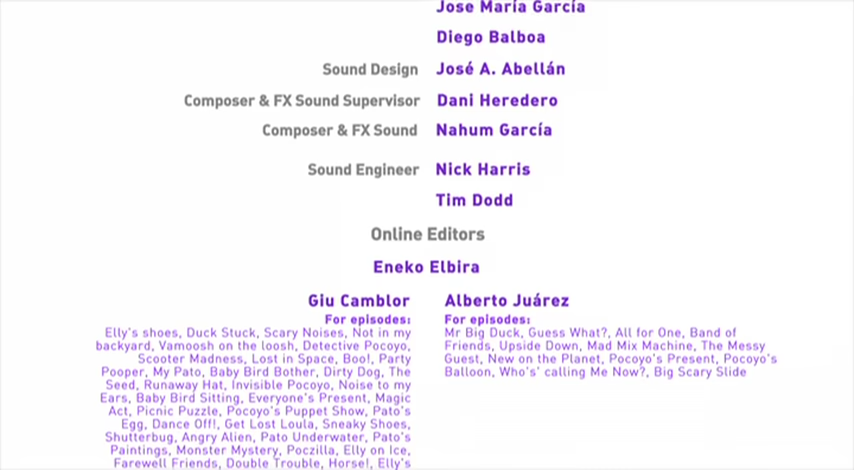 Jose María García
Diego Balboa
Sound Design José A. Abellán
Composer & FX Sound Supervisor Dani Heredero
Composer & FX Sound Nahum García
Sound Engineer Nick Harris
Tim Dodd
Online Editors
Eneko Elbira
Giu Camblor
For episodes:
Elly's shoes, Duck Stuck, Scary Noises, Not in my
backyard, Vamoosh on the loosh, Detective Pocoyo,
Scooter Madness, Lost in Space, Boo!, Party
Pooper, My Pato, Baby Bird Bother, Dirty Dog, The
Seed, Runaway Hat, Invisible Pocoyo, Noise to my
Ears, Baby Bird Sitting, Everyone's Present, Magic
Act, Picnic Puzzle, Pocoyo's Puppet Show, Pato's
Egg, Dance Off!, Get Lost Loula, Sneaky Shoes,
Shutterbug, Angry Alien, Pato Underwater, Pato's
Paintings, Monster Mystery, Poczilla, Elly on Ice,
Farewell Friends, Double Trouble, Horse!, Elly's
Alberto Juárez
For episodes:
Mr Big Duck, Guess What?, All for One, Band of
Friends, Upside Down, Mad Mix Machine, The Messy
Guest, New on the Planet, Pocoyo's Present, Pocoyo's
Balloon, Who's' calling Me Now?, Big Scary Slide